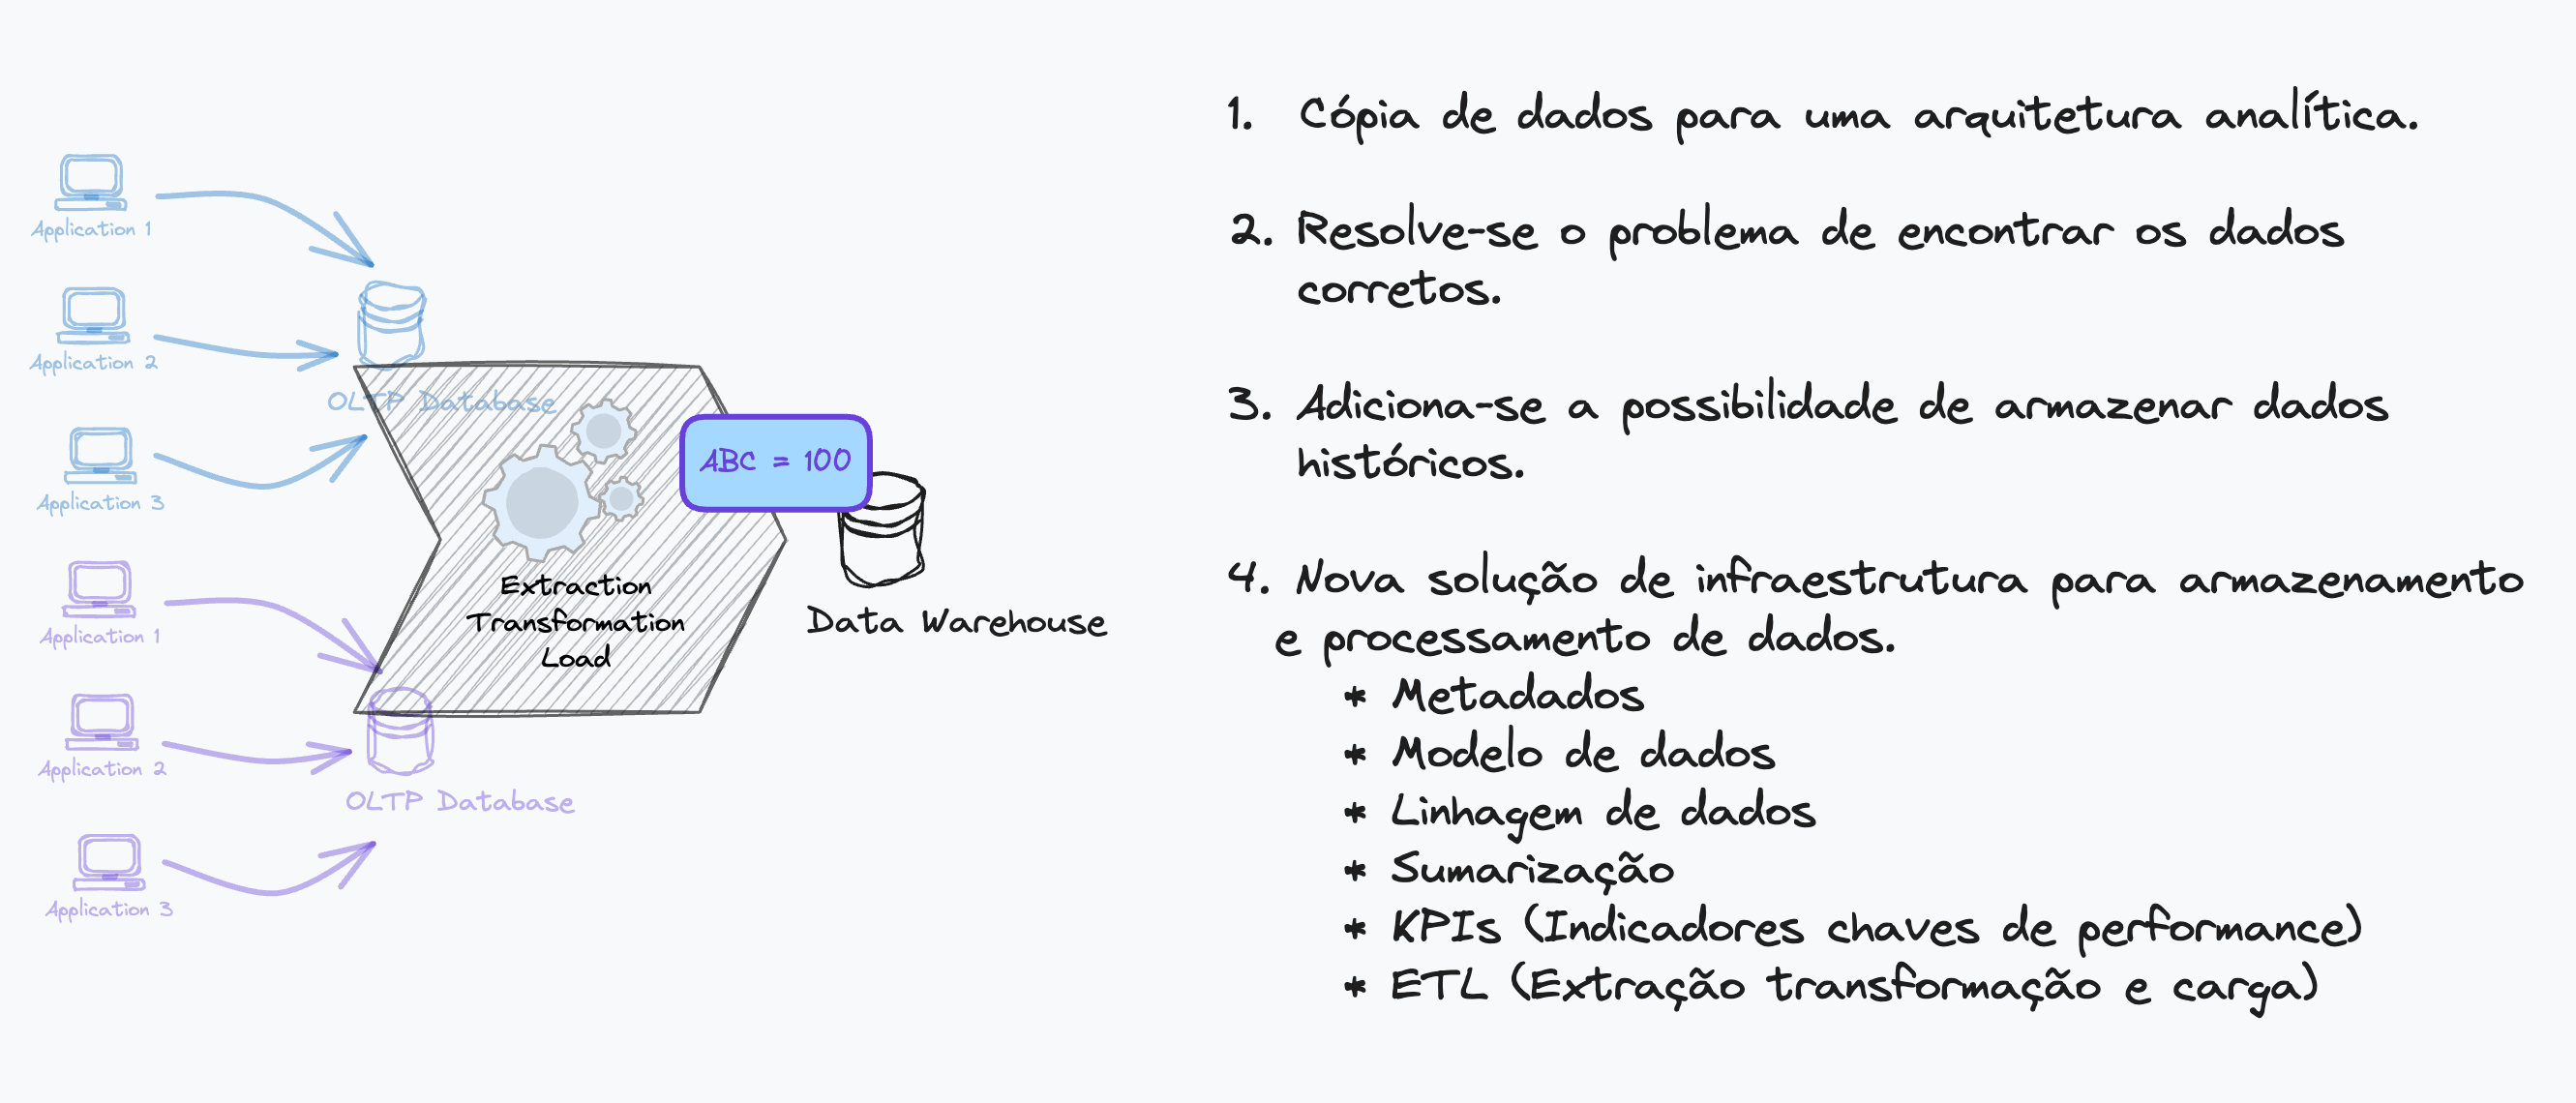 Application 1
Application 2
OLTP Database
Application 3
ABC = 100
Extraction
Transformation
Load
Data Warehouse
Application 1
Application 2
OLTP Database
Application 3
1. Cópia de dados para uma arquitetura analítica.
2. Resolve-se o problema de encontrar os dados
corretos.
3. Adiciona-se a possibilidade de armazenar dados
históricos.
4. Nova solução de infraestrutura para armazenamento
e processamento de dados.
* Metadados
* Modelo de dados
* Linhagem de dados
* Sumarização
* KPIs (Indicadores chaves de performance)
* ETL (Extração transformação e carga)